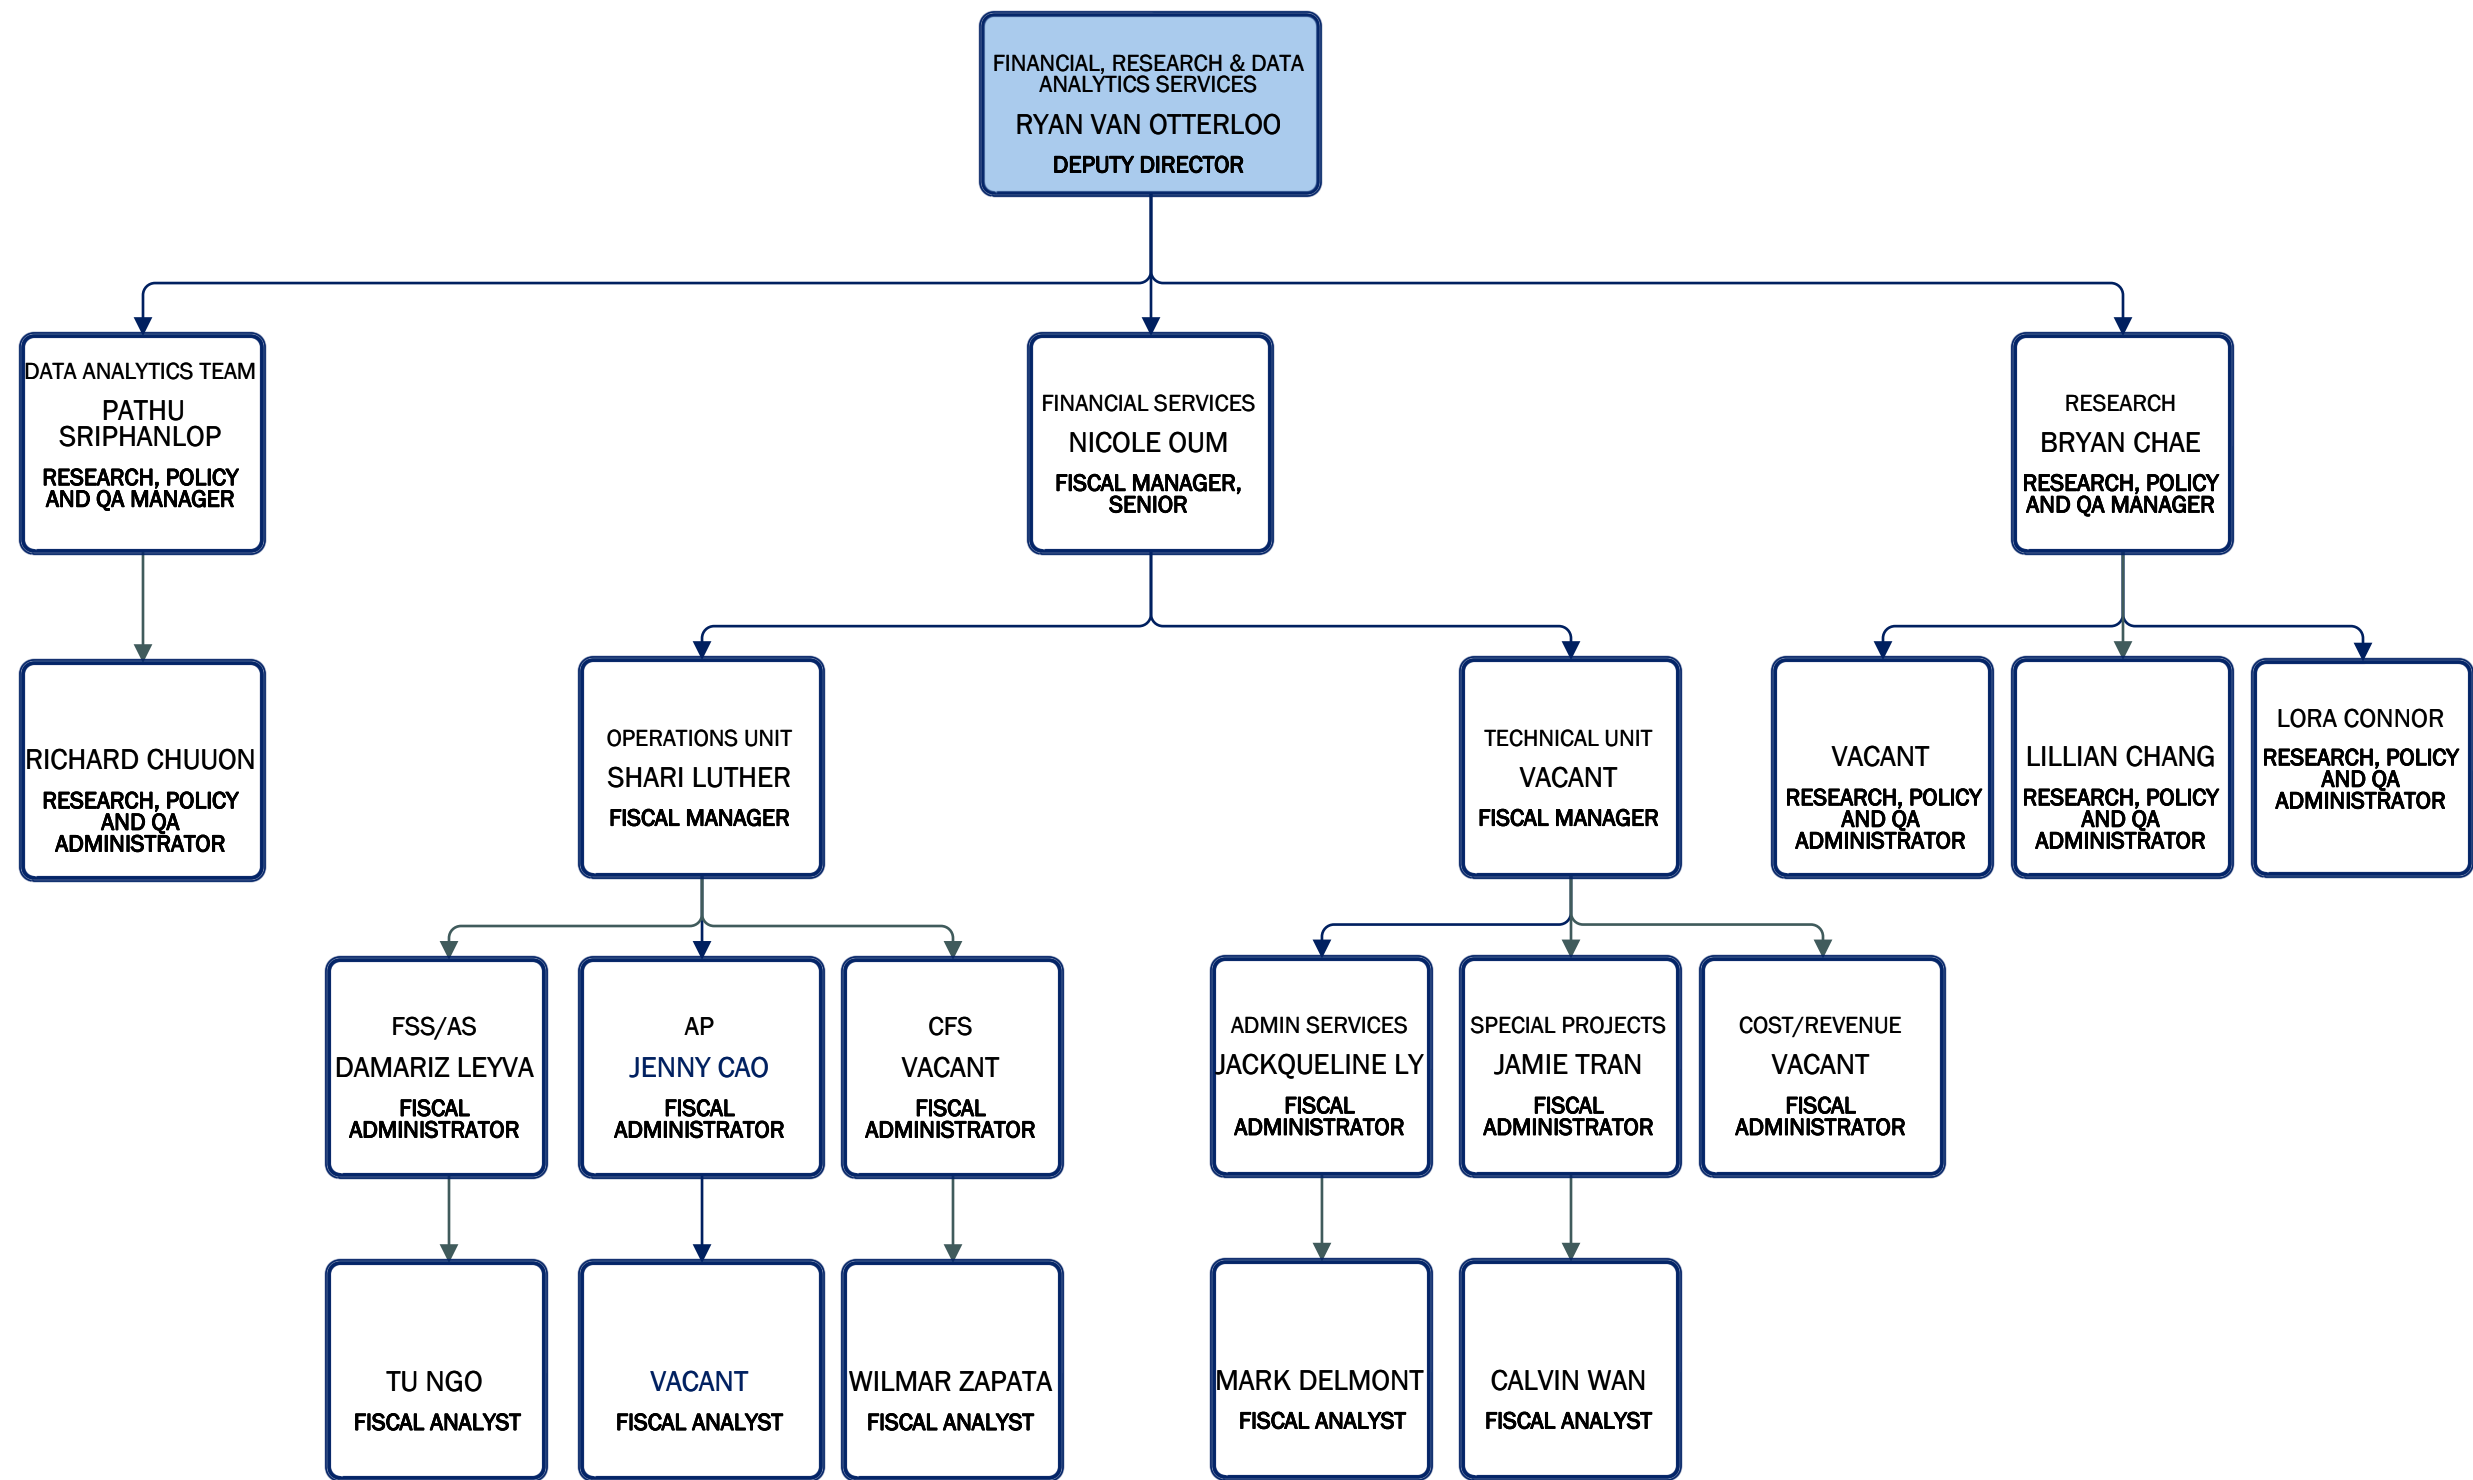 FINANCIAL, RESEARCH & DATA
ANALYTICS SERVICES
RYAN VAN OTTERLOO
DEPUTY DIRECTOR
DATA ANALYTICS TEAM
PATHU
SRIPHANLOP
RESEARCH, POLICY
AND QA MANAGER
FINANCIAL SERVICES
NICOLE OUM
FISCAL MANAGER,
SENIOR
RESEARCH
BRYAN CHAE
RESEARCH, POLICY
AND QA MANAGER
RICHARD CHUUON
RESEARCH, POLICY
AND QA
ADMINISTRATOR
OPERATIONS UNIT
SHARI LUTHER
FISCAL MANAGER
TECHNICAL UNIT
VACANT
FISCAL MANAGER
VACANT
RESEARCH, POLICY
AND QA
ADMINISTRATOR
LILLIAN CHANG
RESEARCH, POLICY
AND QA
ADMINISTRATOR
LORA CONNOR
RESEARCH, POLICY
AND QA
ADMINISTRATOR
FSS/AS
DAMARIZ LEYVA
FISCAL
ADMINISTRATOR
AP
JENNY CAO
FISCAL
ADMINISTRATOR
CFS
VACANT
FISCAL
ADMINISTRATOR
ADMIN SERVICES
JACKQUELINE LY
FISCAL
ADMINISTRATOR
SPECIAL PROJECTS
JAMIE TRAN
FISCAL
ADMINISTRATOR
COST/REVENUE
VACANT
FISCAL
ADMINISTRATOR
TU NGO
FISCAL ANALYST
VACANT
FISCAL ANALYST
WILMAR ZAPATA
FISCAL ANALYST
MARK DELMONT
FISCAL ANALYST
CALVIN WAN
FISCAL ANALYST